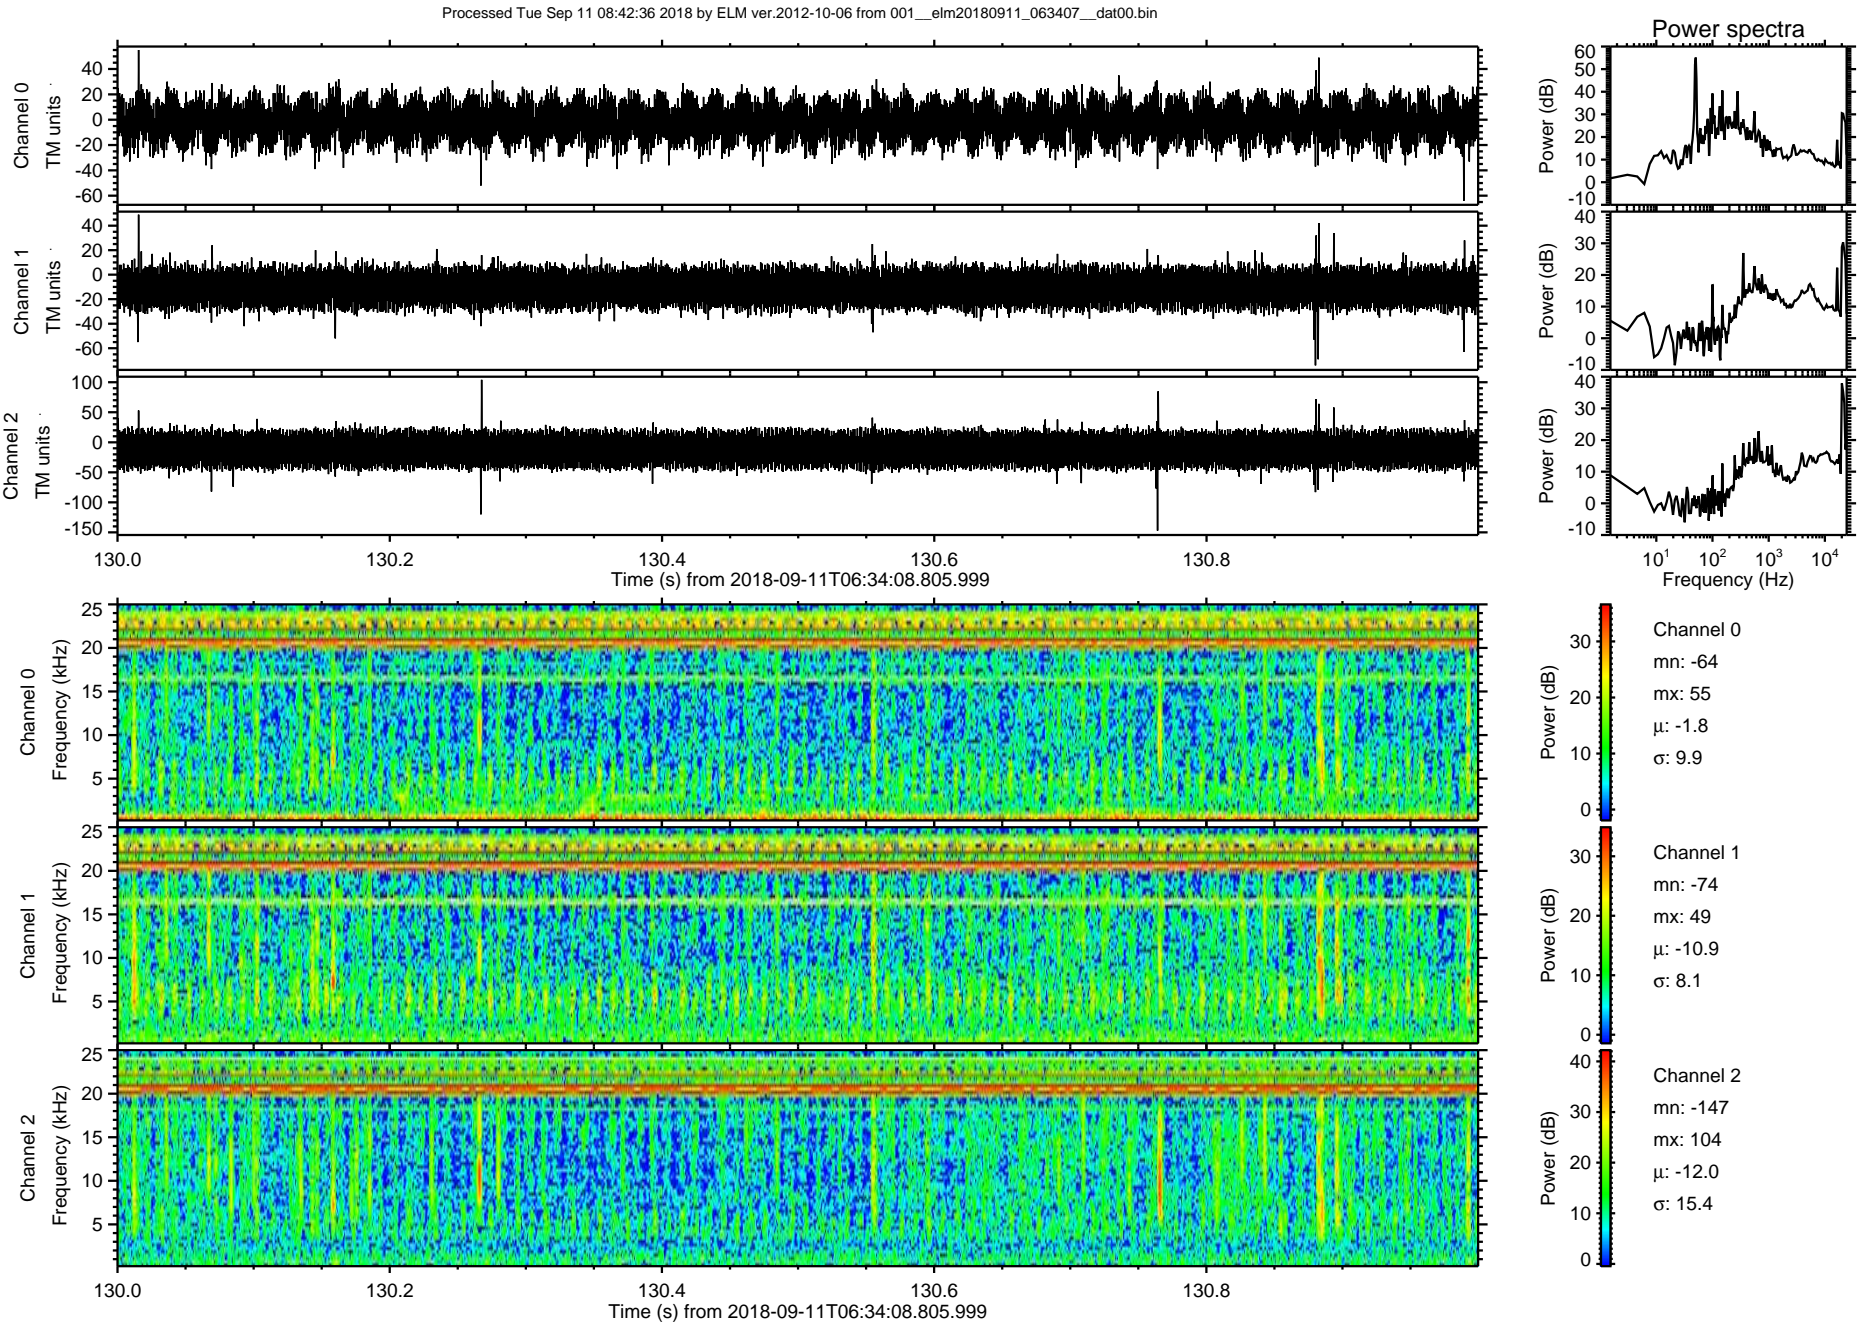 Processed Tue Sep 11 08:42:36 2018 by ELM ver.2012-10-06 from 001__elm20180911_063407__dat00.bin
Power spectra
Channel 0
TM units
40
20
0
-20
-40
-60
Power (dB)
60
50
40
30
20
10
0
-10
Channel 1
TM units
40
20
0
-20
-40
-60
Power (dB)
40
30
20
10
0
-10
Channel 2
TM units
100
50
0
-50
-100
-150
Power (dB)
40
30
20
10
0
-10
130.0 130.2 130.4 130.6 130.8
Time (s) from 2018-09-11T06:34:08.805.999
10^1 10^2 10^3 10^4
Frequency (Hz)
Channel 0
Frequency (kHz)
25
20
15
10
5
Power (dB)
30
20
10
0
Channel 0
mn: -64
mx: 55
µ: -1.8
σ: 9.9
Channel 1
Frequency (kHz)
25
20
15
10
5
Power (dB)
30
20
10
0
Channel 1
mn: -74
mx: 49
µ: -10.9
σ: 8.1
Channel 2
Frequency (kHz)
25
20
15
10
5
Power (dB)
40
30
20
10
0
Channel 2
mn: -147
mx: 104
µ: -12.0
σ: 15.4
130.0 130.2 130.4 130.6 130.8
Time (s) from 2018-09-11T06:34:08.805.999